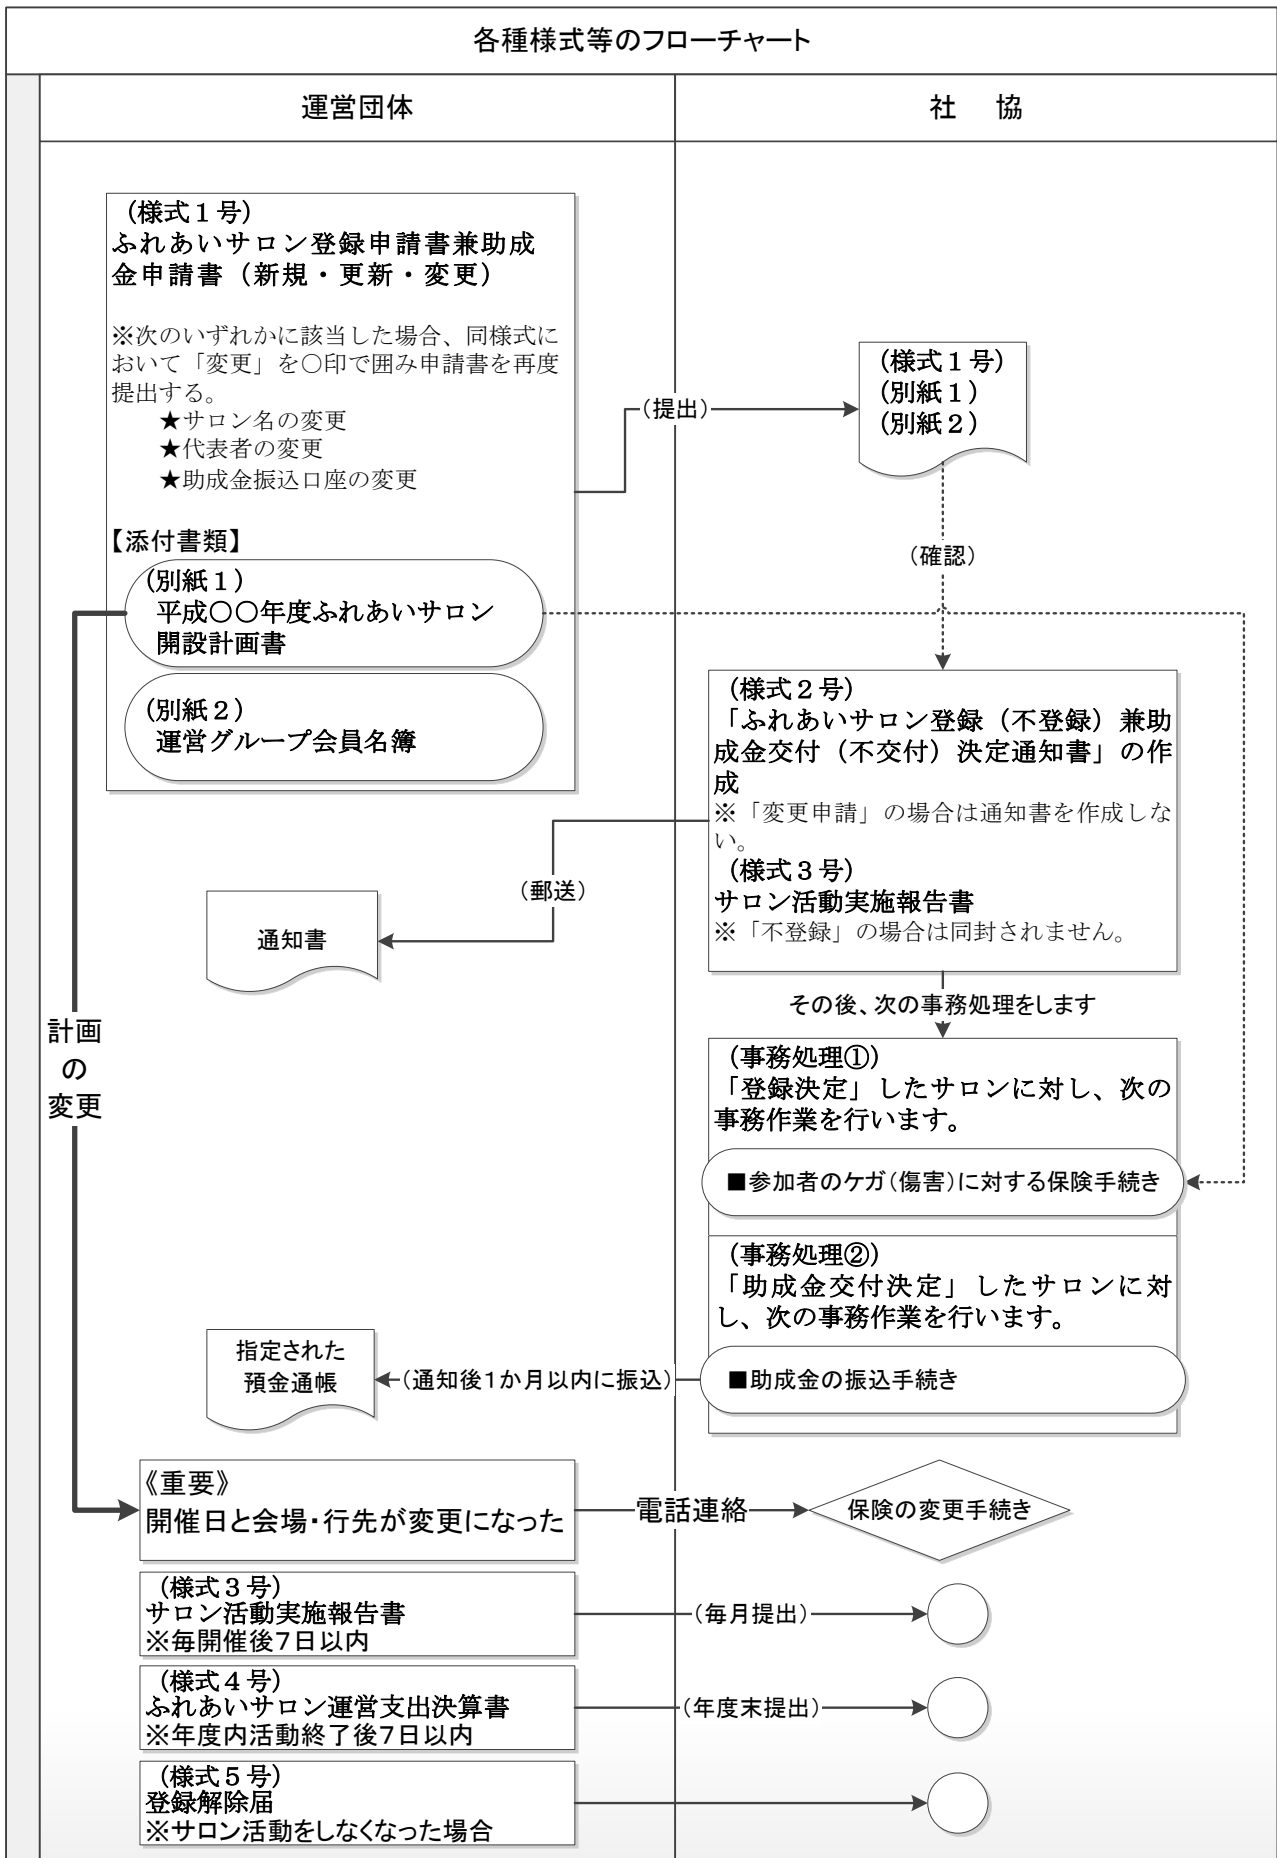 各種様式等のフローチャート
運営団体
社　協
（様式１号）
ふれあいサロン登録申請書兼助成
金申請書（新規・更新・変更）
※次のいずれかに該当した場合、同様式に
おいて「変更」を〇印で囲み申請書を再度
提出する。
★サロン名の変更
★代表者の変更
★助成金振込口座の変更
【添付書類】
（別紙１）
平成〇〇年度ふれあいサロン
開設計画書
（別紙２）
運営グループ会員名簿
（提出）
（様式１号）
（別紙１）
（別紙２）
（確認）
（様式２号）
「ふれあいサロン登録（不登録）兼助
成金交付（不交付）決定通知書」の作
成
※「変更申請」の場合は通知書を作成しな
い。
（様式３号）
サロン活動実施報告書
※「不登録」の場合は同封されません。
（郵送）
通知書
その後、次の事務処理をします
計画
の
変更
（事務処理①）
「登録決定」したサロンに対し、次の
事務作業を行います。
■参加者のケガ（傷害）に対する保険手続き
（事務処理②）
「助成金交付決定」したサロンに対
し、次の事務作業を行います。
■助成金の振込手続き
（通知後１か月以内に振込）
指定された
預金通帳
《重要》
開催日と会場・行先が変更になった
電話連絡
保険の変更手続き
（様式３号）
サロン活動実施報告書
※毎開催後７日以内
（毎月提出）
（様式４号）
ふれあいサロン運営支出決算書
※年度内活動終了後７日以内
（年度末提出）
（様式５号）
登録解除届
※サロン活動をしなくなった場合